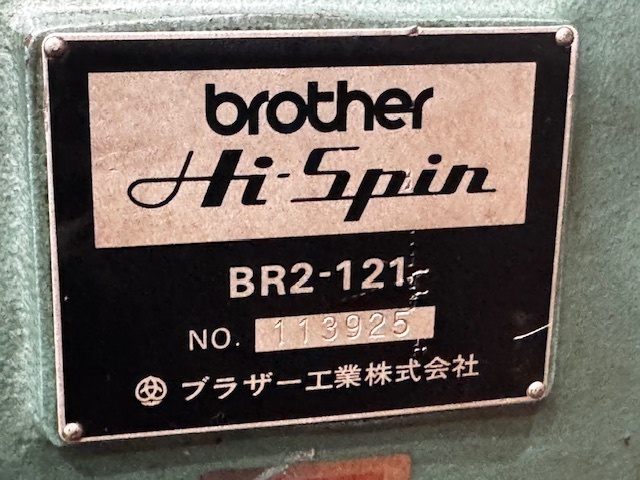 brother
Hi-Spin
BR2-121
NO. 113925
ブラザー工業株式会社